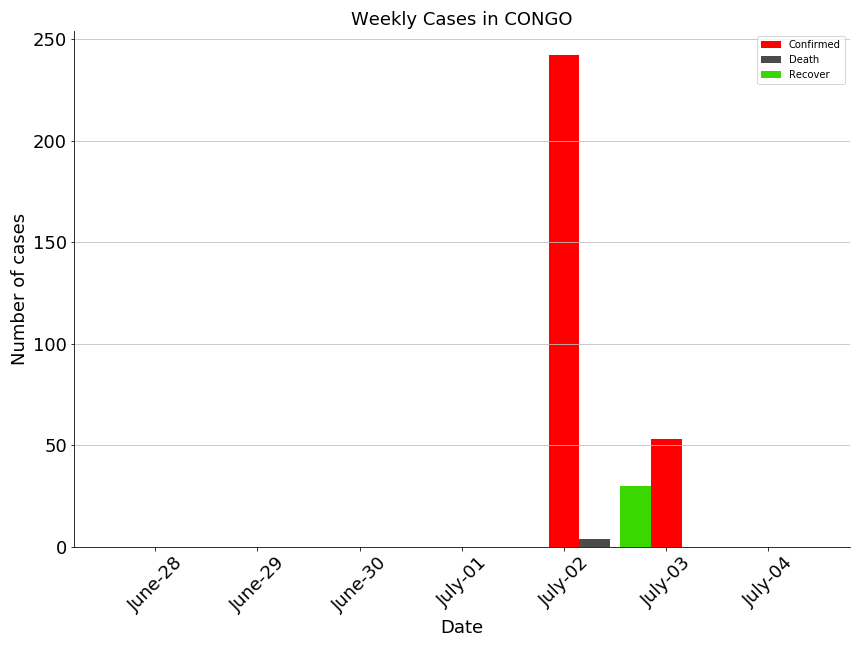 Weekly Cases in CONGO
Confirmed
Death
Recover
250
200
150
100
50
0
Number of cases
June-28
June-29
June-30
July-01
July-02
July-03
July-04
Date